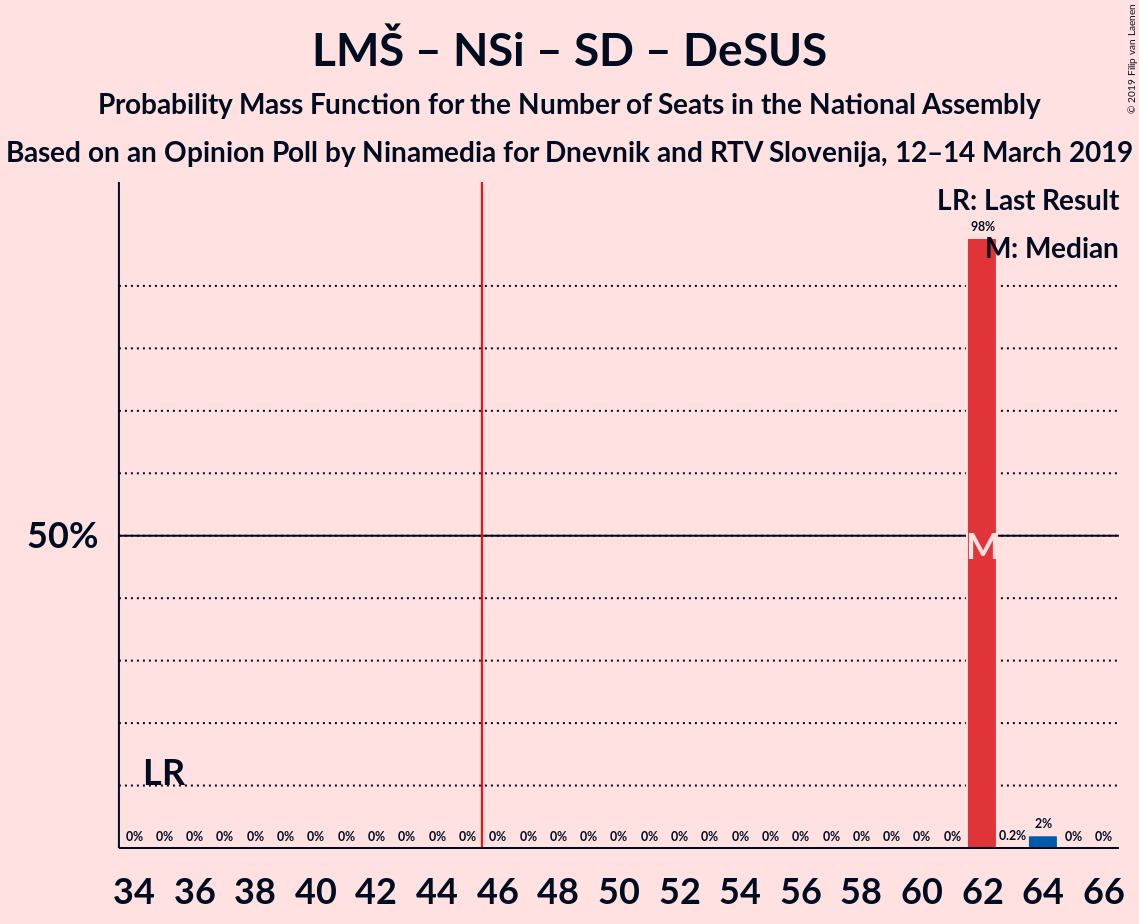 LMŠ – NSi – SD – DeSUS
Probability Mass Function for the Number of Seats in the National Assembly
Based on an Opinion Poll by Ninamedia for Dnevnik and RTV Slovenija, 12–14 March 2019
© 2019 Filip van Laenen
LR: Last Result
98%
M: Median
50%
M
LR
0% 0% 0% 0% 0% 0% 0% 0% 0% 0% 0% 0% 0% 0% 0% 0% 0% 0% 0% 0% 0% 0% 0% 0% 0% 0% 0% 0% 0.2% 2% 0% 0%
34 36 38 40 42 44 46 48 50 52 54 56 58 60 62 64 66